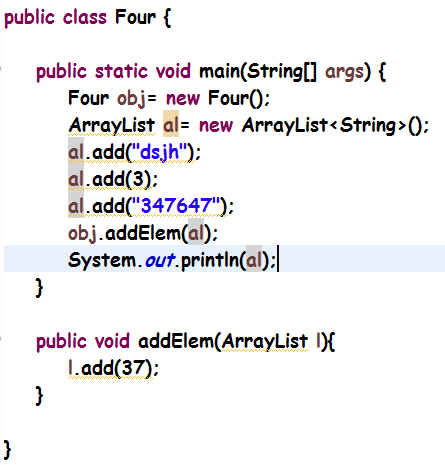 public class Four {
public static void main(String[] args) {
Four obj= new Four();
ArrayList al= new ArrayList<String>();
al.add("dsjh");
al.add(3);
al.add("347647");
obj.addElem(al);
System.out.println(al);
}
public void addElem(ArrayList l){
l.add(37);
}
}